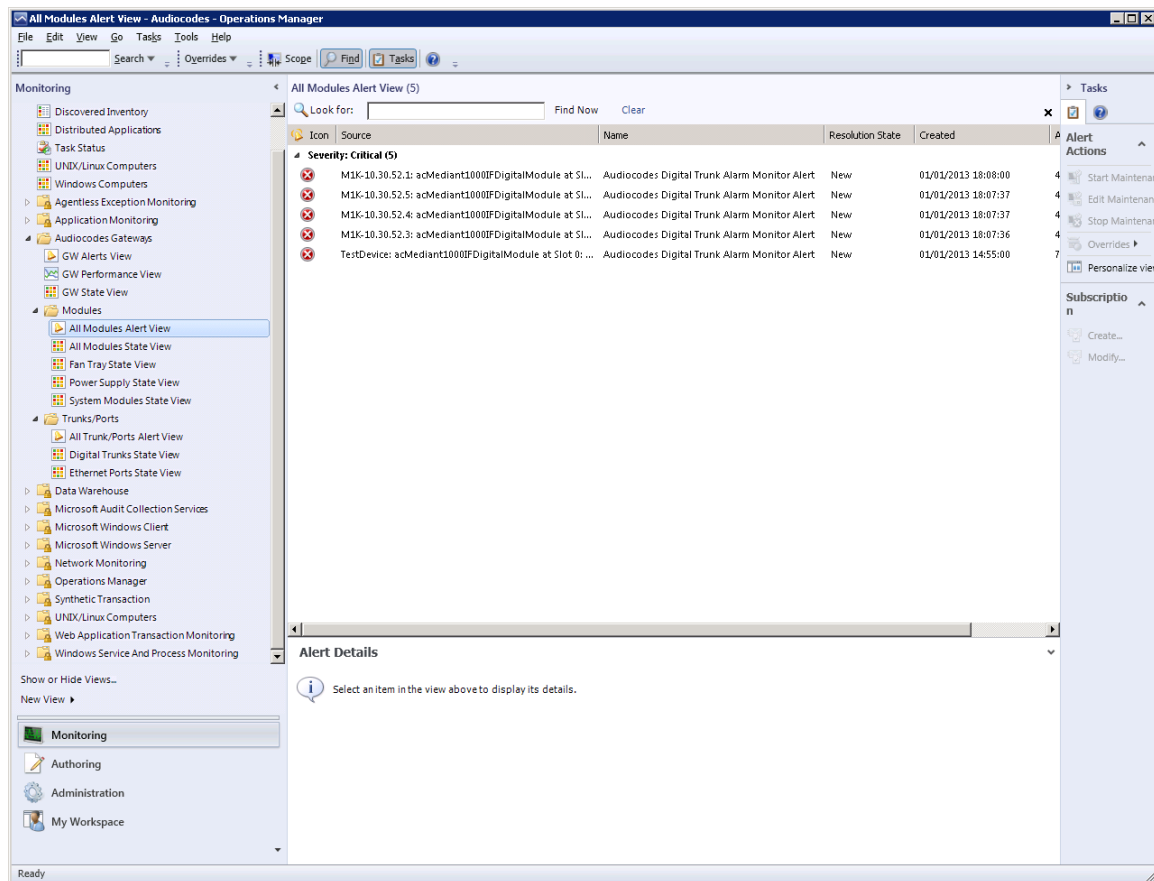 All Modules Alert View - Audiocodes - Operations Manager
File Edit View Go Tasks Tools Help
Search Overrides Scope Find Tasks
Monitoring
Discovered Inventory
Distributed Applications
Task Status
UNIX/Linux Computers
Windows Computers
Agentless Exception Monitoring
Application Monitoring
Audiocodes Gateways
GW Alerts View
GW Performance View
GW State View
Modules
All Modules Alert View
All Modules State View
Fan Tray State View
Power Supply State View
System Modules State View
Trunks/Ports
All Trunk/Ports Alert View
Digital Trunks State View
Ethernet Ports State View
Data Warehouse
Microsoft Audit Collection Services
Microsoft Windows Client
Microsoft Windows Server
Network Monitoring
Operations Manager
Synthetic Transaction
UNIX/Linux Computers
Web Application Transaction Monitoring
Windows Service And Process Monitoring
Show or Hide Views...
New View
Monitoring
Authoring
Administration
My Workspace
All Modules Alert View (5)
Look for: Find Now Clear
Icon Source Name Resolution State Created A
Severity: Critical (5)
M1K-10.30.52.1: acMediant1000IFDigitalModule at Sl... Audiocodes Digital Trunk Alarm Monitor Alert New 01/01/2013 18:08:00 4
M1K-10.30.52.5: acMediant1000IFDigitalModule at Sl... Audiocodes Digital Trunk Alarm Monitor Alert New 01/01/2013 18:07:37 4
M1K-10.30.52.4: acMediant1000IFDigitalModule at Sl... Audiocodes Digital Trunk Alarm Monitor Alert New 01/01/2013 18:07:37 4
M1K-10.30.52.3: acMediant1000IFDigitalModule at Sl... Audiocodes Digital Trunk Alarm Monitor Alert New 01/01/2013 18:07:36 4
TestDevice: acMediant1000IFDigitalModule at Slot 0: ... Audiocodes Digital Trunk Alarm Monitor Alert New 01/01/2013 14:55:00 7
Alert Details
Select an item in the view above to display its details.
Tasks
Alert
Actions
Start Maintenan
Edit Maintenan
Stop Maintenan
Overrides
Personalize view
Subscriptio
n
Create...
Modify...
Ready